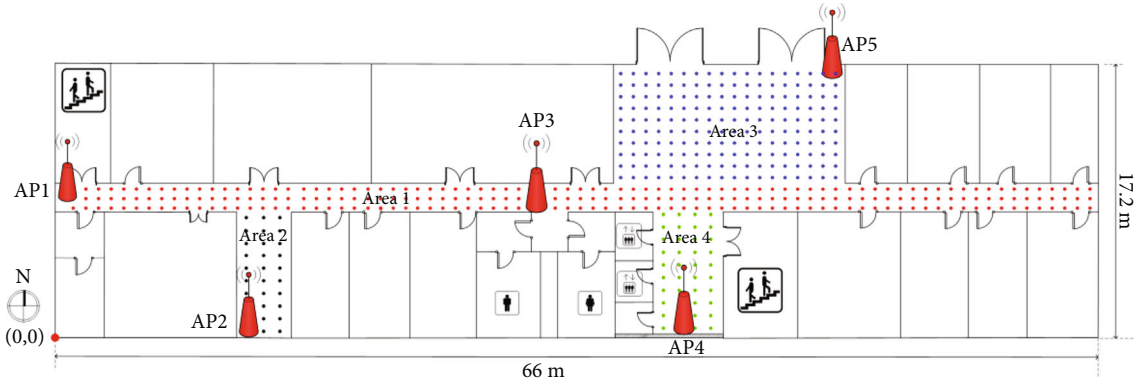 AP5
Area 3
AP3
AP1
Area 1
17.2 m
Area 2
Area 4
N
AP2
(0,0)
AP4
66 m